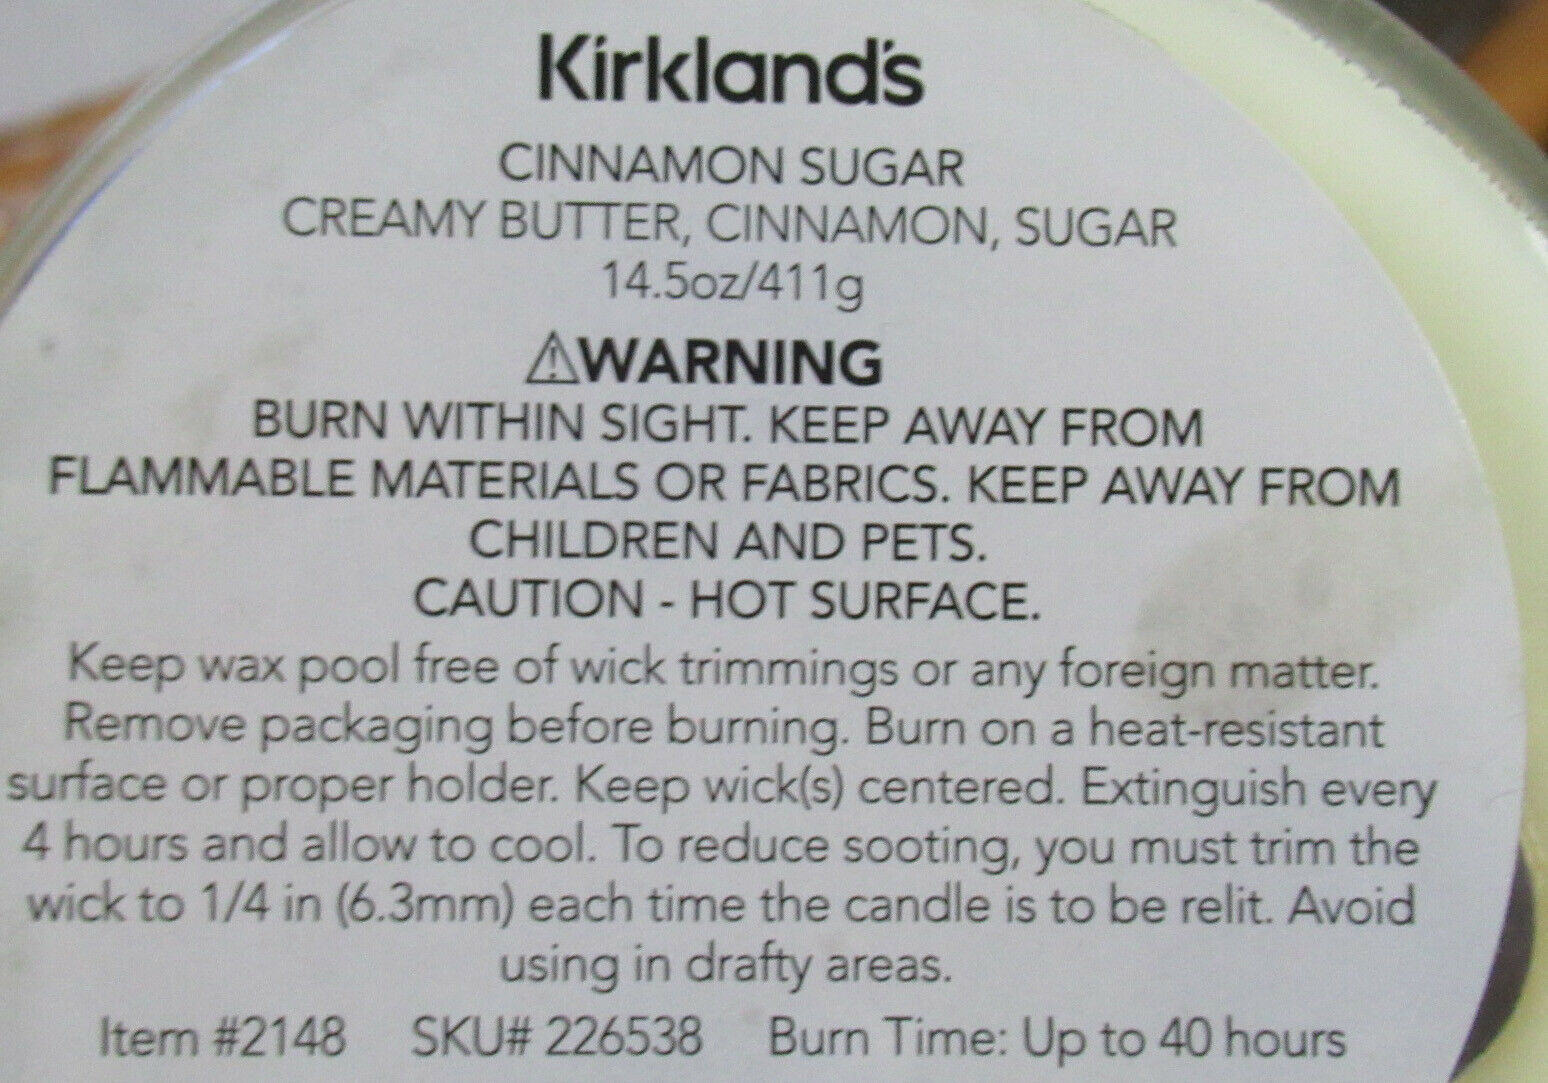 Kirkland's
CINNAMON SUGAR
CREAMY BUTTER, CINNAMON, SUGAR
14.5oz/411g
⚠WARNING
BURN WITHIN SIGHT. KEEP AWAY FROM
FLAMMABLE MATERIALS OR FABRICS. KEEP AWAY FROM
CHILDREN AND PETS.
CAUTION - HOT SURFACE.
Keep wax pool free of wick trimmings or any foreign matter.
Remove packaging before burning. Burn on a heat-resistant
surface or proper holder. Keep wick(s) centered. Extinguish every
4 hours and allow to cool. To reduce sooting, you must trim the
wick to 1/4 in (6.3mm) each time the candle is to be relit. Avoid
using in drafty areas.
Item #2148 SKU# 226538 Burn Time: Up to 40 hours